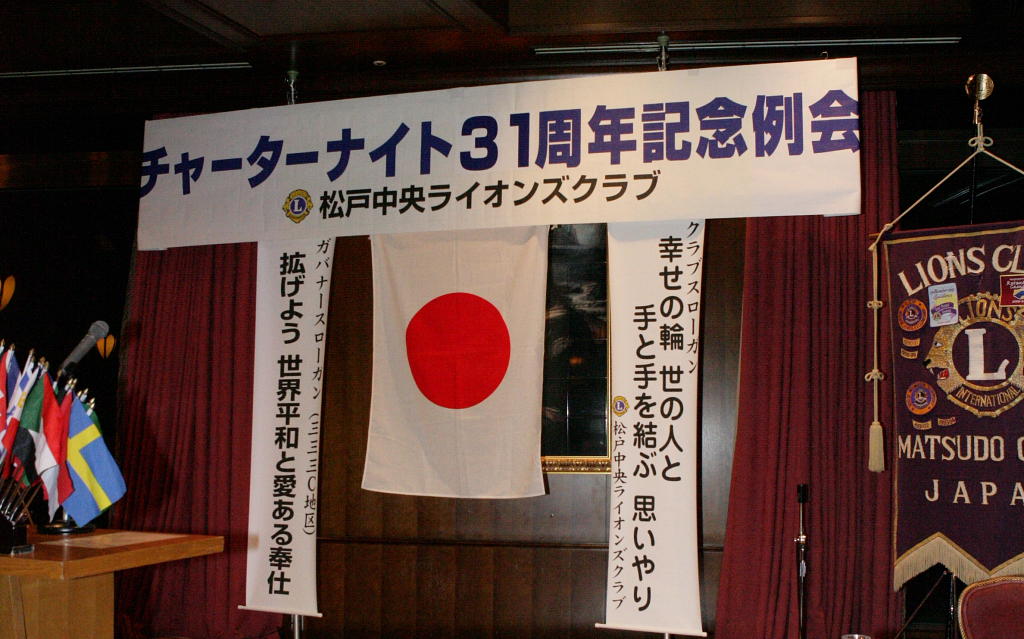 チャーターナイト31周年記念例会
松戸中央ライオンズクラブ
クラブスローガン
幸せの輪 世の人と
手と手を結ぶ 思いやり
松戸中央ライオンズクラブ
ガバナースローガン（三三三〇C地区）
拡げよう 世界平和と愛ある奉仕
LIONS CL
LIONS
L
INTERNATIONAL
MATSUDO C
JAPA